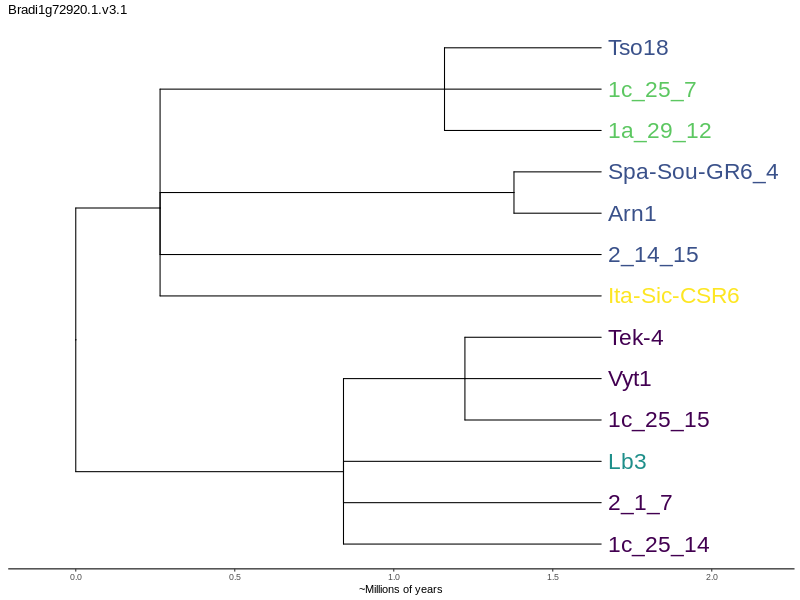 Bradi1g72920.1.v3.1
Tso18
1c_25_7
1a_29_12
Spa-Sou-GR6_4
Arn1
2_14_15
Ita-Sic-CSR6
Tek-4
Vyt1
1c_25_15
Lb3
2_1_7
1c_25_14
0.0 0.5 1.0 1.5 2.0
~Millions of years